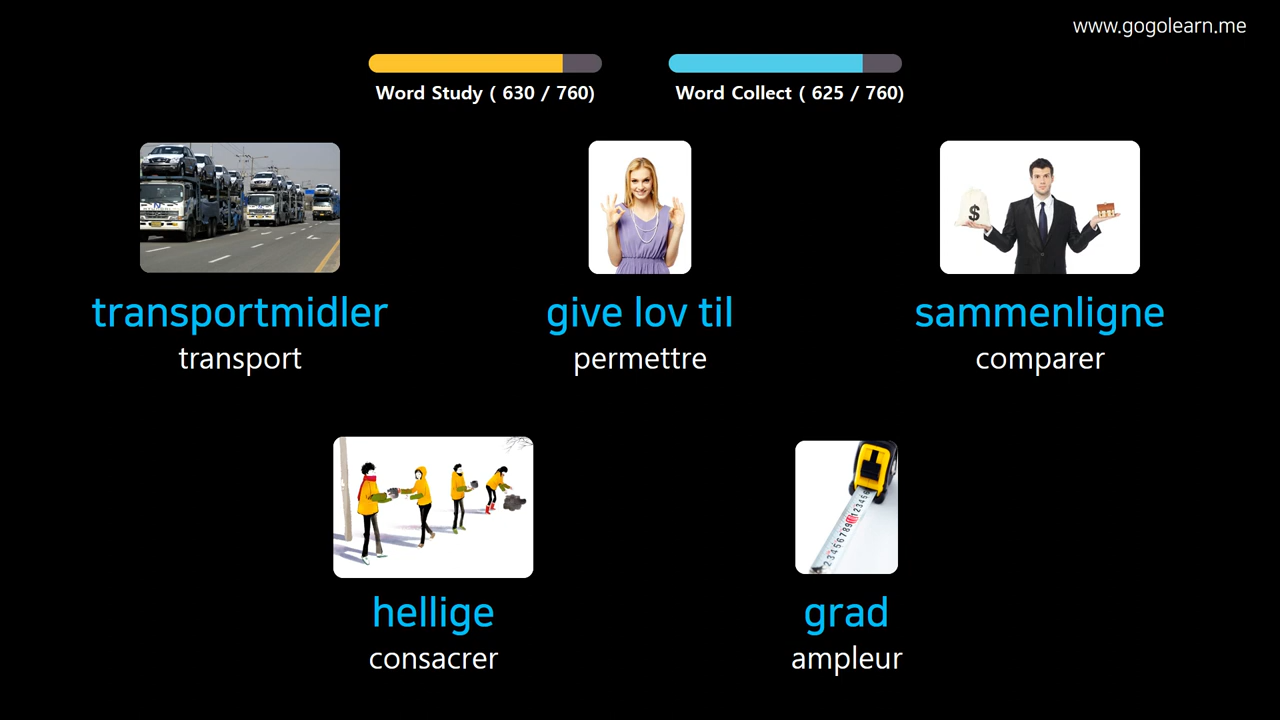 www.gogolearn.me
Word Study ( 630 / 760)
Word Collect ( 625 / 760)
transportmidler
transport
give lov til
permettre
$
sammenligne
comparer
hellige
consacrer
grad
ampleur